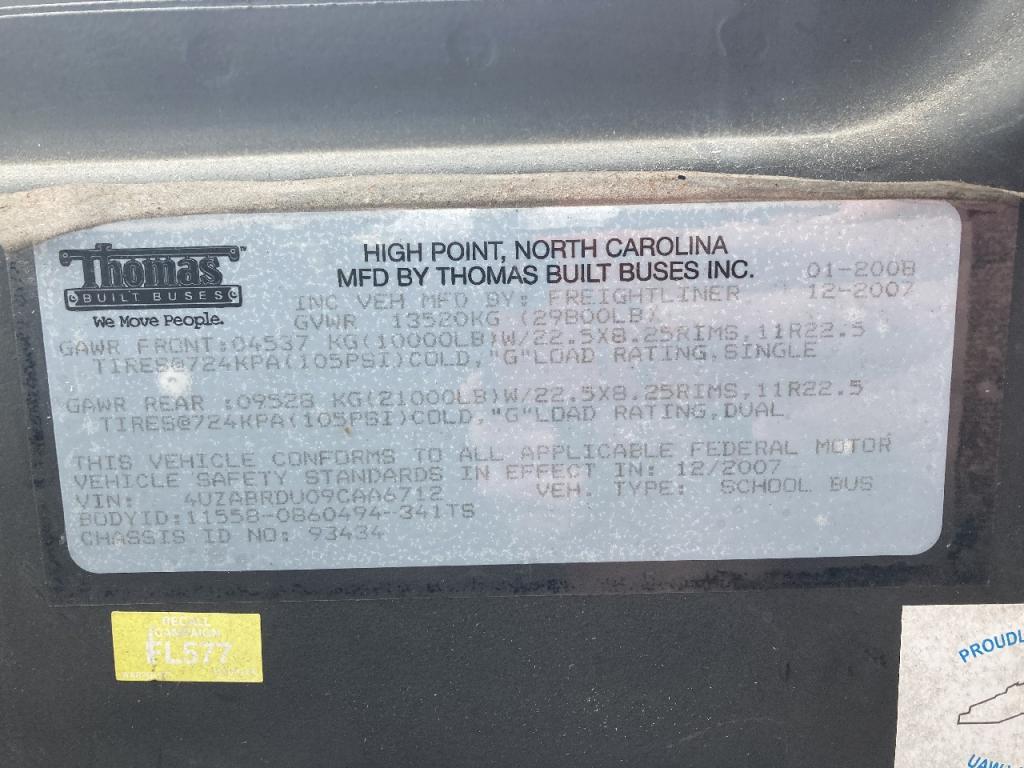 Thomas™
BUILT BUSES
We Move People.
HIGH POINT, NORTH CAROLINA
MFD BY THOMAS BUILT BUSES INC. 01-2008
INC VEH MFD BY: FREIGHTLINER 12-2007
GVWR 13520KG (29800LB)
GAWR FRONT:04537 KG(10000LB)W/22.5X8.25RIMS,11R22.5
TIRES@724KPA(105PSI)COLD,"G"LOAD RATING,SINGLE
GAWR REAR :09528 KG(21000LB)W/22.5X8.25RIMS,11R22.5
TIRES@724KPA(105PSI)COLD,"G"LOAD RATING,DUAL
THIS VEHICLE CONFORMS TO ALL APPLICABLE FEDERAL MOTOR
VEHICLE SAFETY STANDARDS IN EFFECT IN: 12/2007
VIN: 4UZABRDU09CAA6712 VEH. TYPE: SCHOOL BUS
BODYID:11558-0860494-341TS
CHASSIS ID NO: 93434
RECALL
CAMPAIGN
FL577
PROUDL
UAW